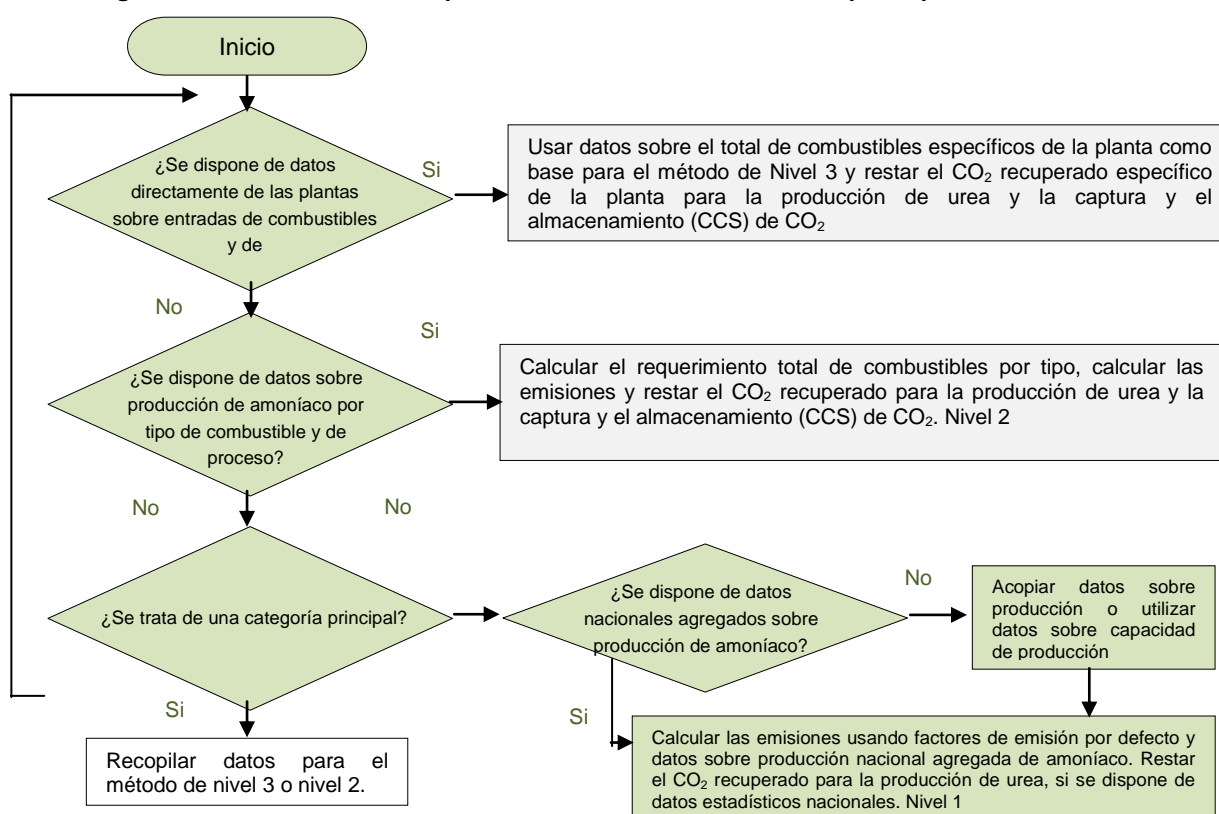 Inicio
¿Se dispone de datos
directamente de las plantas
sobre entradas de combustibles
y de
Si
Usar datos sobre el total de combustibles específicos de la planta como
base para el método de Nivel 3 y restar el CO₂ recuperado específico
de la planta para la producción de urea y la captura y el
almacenamiento (CCS) de CO₂
No
¿Se dispone de datos sobre
producción de amoníaco por
tipo de combustible y de
proceso?
Si
Calcular el requerimiento total de combustibles por tipo, calcular las
emisiones y restar el CO₂ recuperado para la producción de urea y la
captura y el almacenamiento (CCS) de CO₂. Nivel 2
No
No
¿Se trata de una categoría principal?
¿Se dispone de datos
nacionales agregados sobre
producción de amoníaco?
No
Acopiar datos sobre
producción o utilizar
datos sobre capacidad
de producción
Si
Recopilar datos para el
método de nivel 3 o nivel 2.
Si
Calcular las emisiones usando factores de emisión por defecto y
datos sobre producción nacional agregada de amoníaco. Restar
el CO₂ recuperado para la producción de urea, si se dispone de
datos estadísticos nacionales. Nivel 1